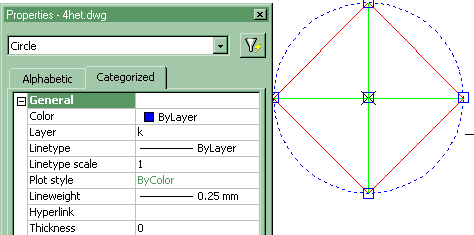 Properties - 4het.dwg
Circle
Alphabetic Categorized
General
Color ByLayer
Layer k
Linetype ByLayer
Linetype scale 1
Plot style ByColor
Lineweight 0.25 mm
Hyperlink
Thickness 0